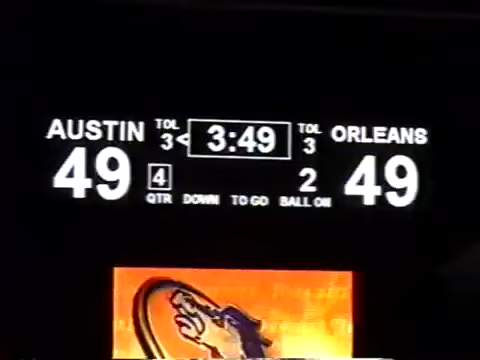 AUSTIN TOL 3:49 TOL ORLEANS
3< 3
49 4 2 49
QTR DOWN TO GO BALL ON